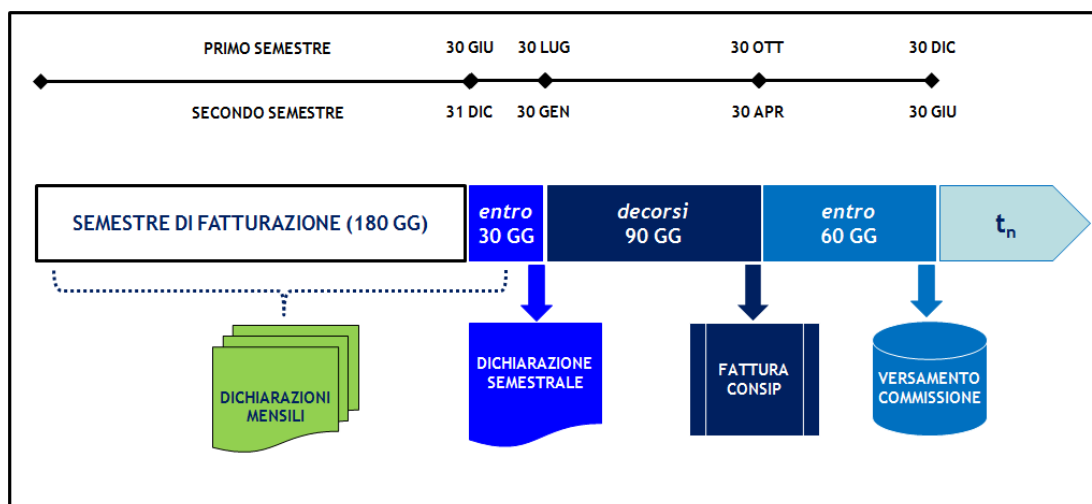 PRIMO SEMESTRE 30 GIU 30 LUG 30 OTT 30 DIC
SECONDO SEMESTRE 31 DIC 30 GEN 30 APR 30 GIU
SEMESTRE DI FATTURAZIONE (180 GG)
entro
30 GG
decorsi
90 GG
entro
60 GG
tn
DICHIARAZIONI
MENSILI
DICHIARAZIONE
SEMESTRALE
FATTURA
CONSIP
VERSAMENTO
COMMISSIONE